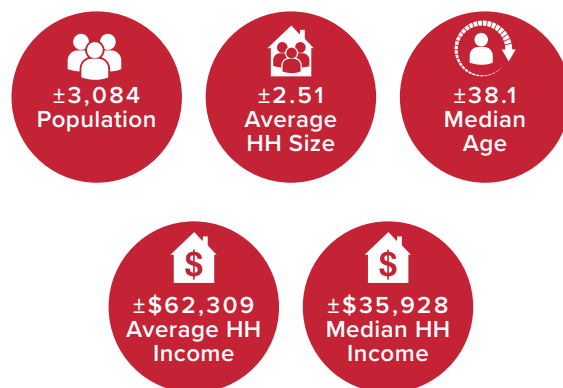 ±3,084
Population
±2.51
Average
HH Size
±38.1
Median
Age
$
±$62,309
Average HH
Income
$
±$35,928
Median HH
Income